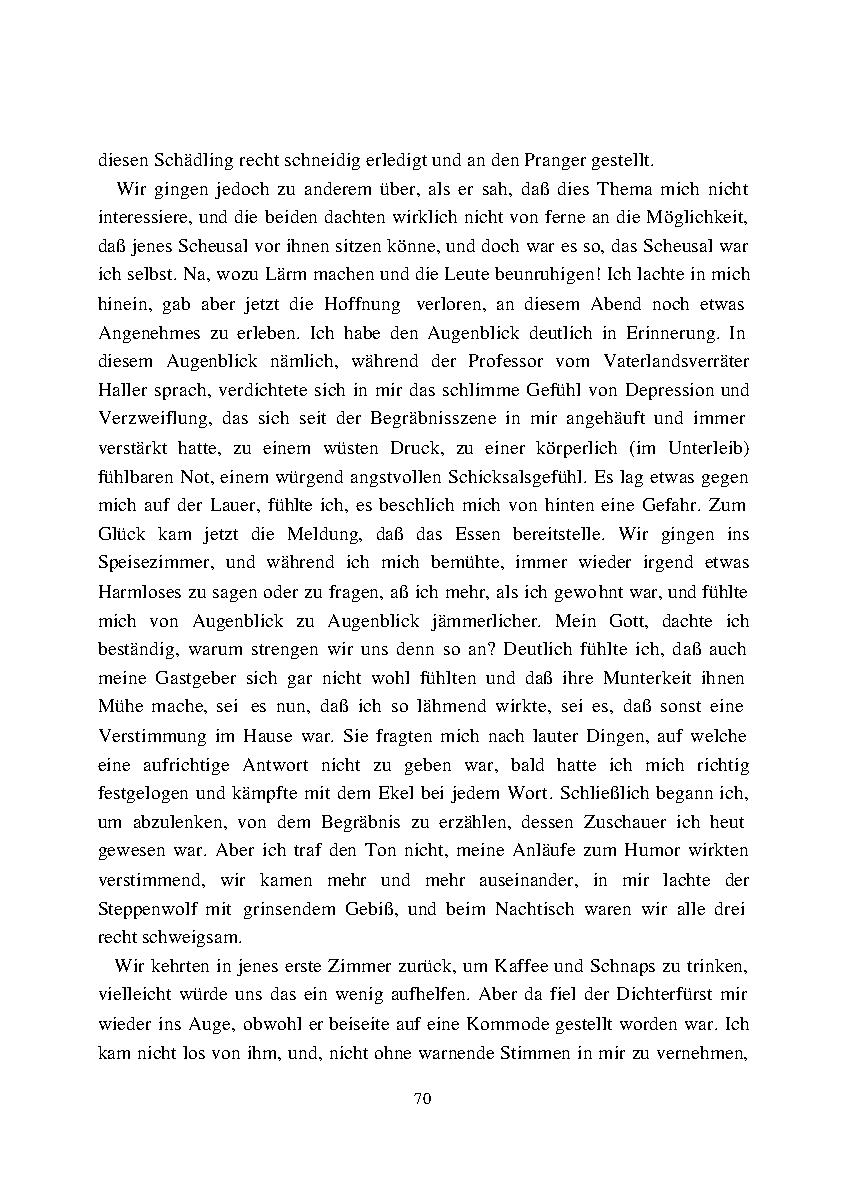 diesen Schädling recht schneidig erledigt und an den Pranger gestellt.
Wir gingen jedoch zu anderem über, als er sah, daß dies Thema mich nicht
interessiere, und die beiden dachten wirklich nicht von ferne an die Möglichkeit,
daß jenes Scheusal vor ihnen sitzen könne, und doch war es so, das Scheusal war
ich selbst. Na, wozu Lärm machen und die Leute beunruhigen! Ich lachte in mich
hinein, gab aber jetzt die Hoffnung verloren, an diesem Abend noch etwas
Angenehmes zu erleben. Ich habe den Augenblick deutlich in Erinnerung. In
diesem Augenblick nämlich, während der Professor vom Vaterlandsverräter
Haller sprach, verdichtete sich in mir das schlimme Gefühl von Depression und
Verzweiflung, das sich seit der Begräbnisszene in mir angehäuft und immer
verstärkt hatte, zu einem wüsten Druck, zu einer körperlich (im Unterleib)
fühlbaren Not, einem würgend angstvollen Schicksalsgefühl. Es lag etwas gegen
mich auf der Lauer, fühlte ich, es beschlich mich von hinten eine Gefahr. Zum
Glück kam jetzt die Meldung, daß das Essen bereitstelle. Wir gingen ins
Speisezimmer, und während ich mich bemühte, immer wieder irgend etwas
Harmloses zu sagen oder zu fragen, aß ich mehr, als ich gewohnt war, und fühlte
mich von Augenblick zu Augenblick jämmerlicher. Mein Gott, dachte ich
beständig, warum strengen wir uns denn so an? Deutlich fühlte ich, daß auch
meine Gastgeber sich gar nicht wohl fühlten und daß ihre Munterkeit ihnen
Mühe mache, sei es nun, daß ich so lähmend wirkte, sei es, daß sonst eine
Verstimmung im Hause war. Sie fragten mich nach lauter Dingen, auf welche
eine aufrichtige Antwort nicht zu geben war, bald hatte ich mich richtig
festgelogen und kämpfte mit dem Ekel bei jedem Wort. Schließlich begann ich,
um abzulenken, von dem Begräbnis zu erzählen, dessen Zuschauer ich heut
gewesen war. Aber ich traf den Ton nicht, meine Anläufe zum Humor wirkten
verstimmend, wir kamen mehr und mehr auseinander, in mir lachte der
Steppenwolf mit grinsendem Gebiß, und beim Nachtisch waren wir alle drei
recht schweigsam.
Wir kehrten in jenes erste Zimmer zurück, um Kaffee und Schnaps zu trinken,
vielleicht würde uns das ein wenig aufhelfen. Aber da fiel der Dichterfürst mir
wieder ins Auge, obwohl er beiseite auf eine Kommode gestellt worden war. Ich
kam nicht los von ihm, und, nicht ohne warnende Stimmen in mir zu vernehmen,
70